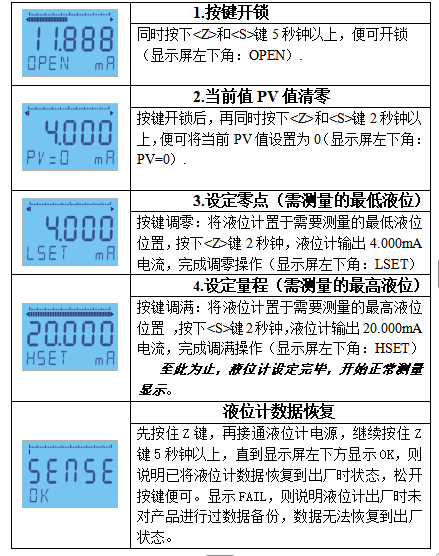 1.按键开锁
11.888
OPEN mA
同时按下<Z>和<S>键 5 秒钟以上，便可开锁
（显示屏左下角：OPEN）.
2.当前值 PV 值清零
4.000
PV=0 mA
按键开锁后，再同时按下<Z>和<S>键 2 秒钟以
上，便可将当前 PV 值设置为 0（显示屏左下角：
PV=0）.
3.设定零点（需测量的最低液位）
4.000
LSET mA
按键调零：将液位计置于需要测量的最低液位
位置，按下<Z>键 2 秒钟，液位计输出 4.000mA
电流，完成调零操作（显示屏左下角：LSET）
4.设定量程（需测量的最高液位）
20.000
HSET mA
按键调满：将液位计置于需要测量的最高液位
位置 ,按下<S>键 2 秒钟,液位计输出 20.000mA
电流，完成调满操作（显示屏左下角：HSET）
至此为止，液位计设定完毕，开始正常测量
显示。
液位计数据恢复
SENSE
OK
先按住 Z 键，再接通液位计电源，继续按住 Z
键 5 秒钟以上，直到显示屏左下方显示 OK，则
说明已将液位计数据恢复到出厂时状态，松开
按键便可。显示 FAIL，则说明液位计出厂时未
对产品进行过数据备份，数据无法恢复到出厂
状态。